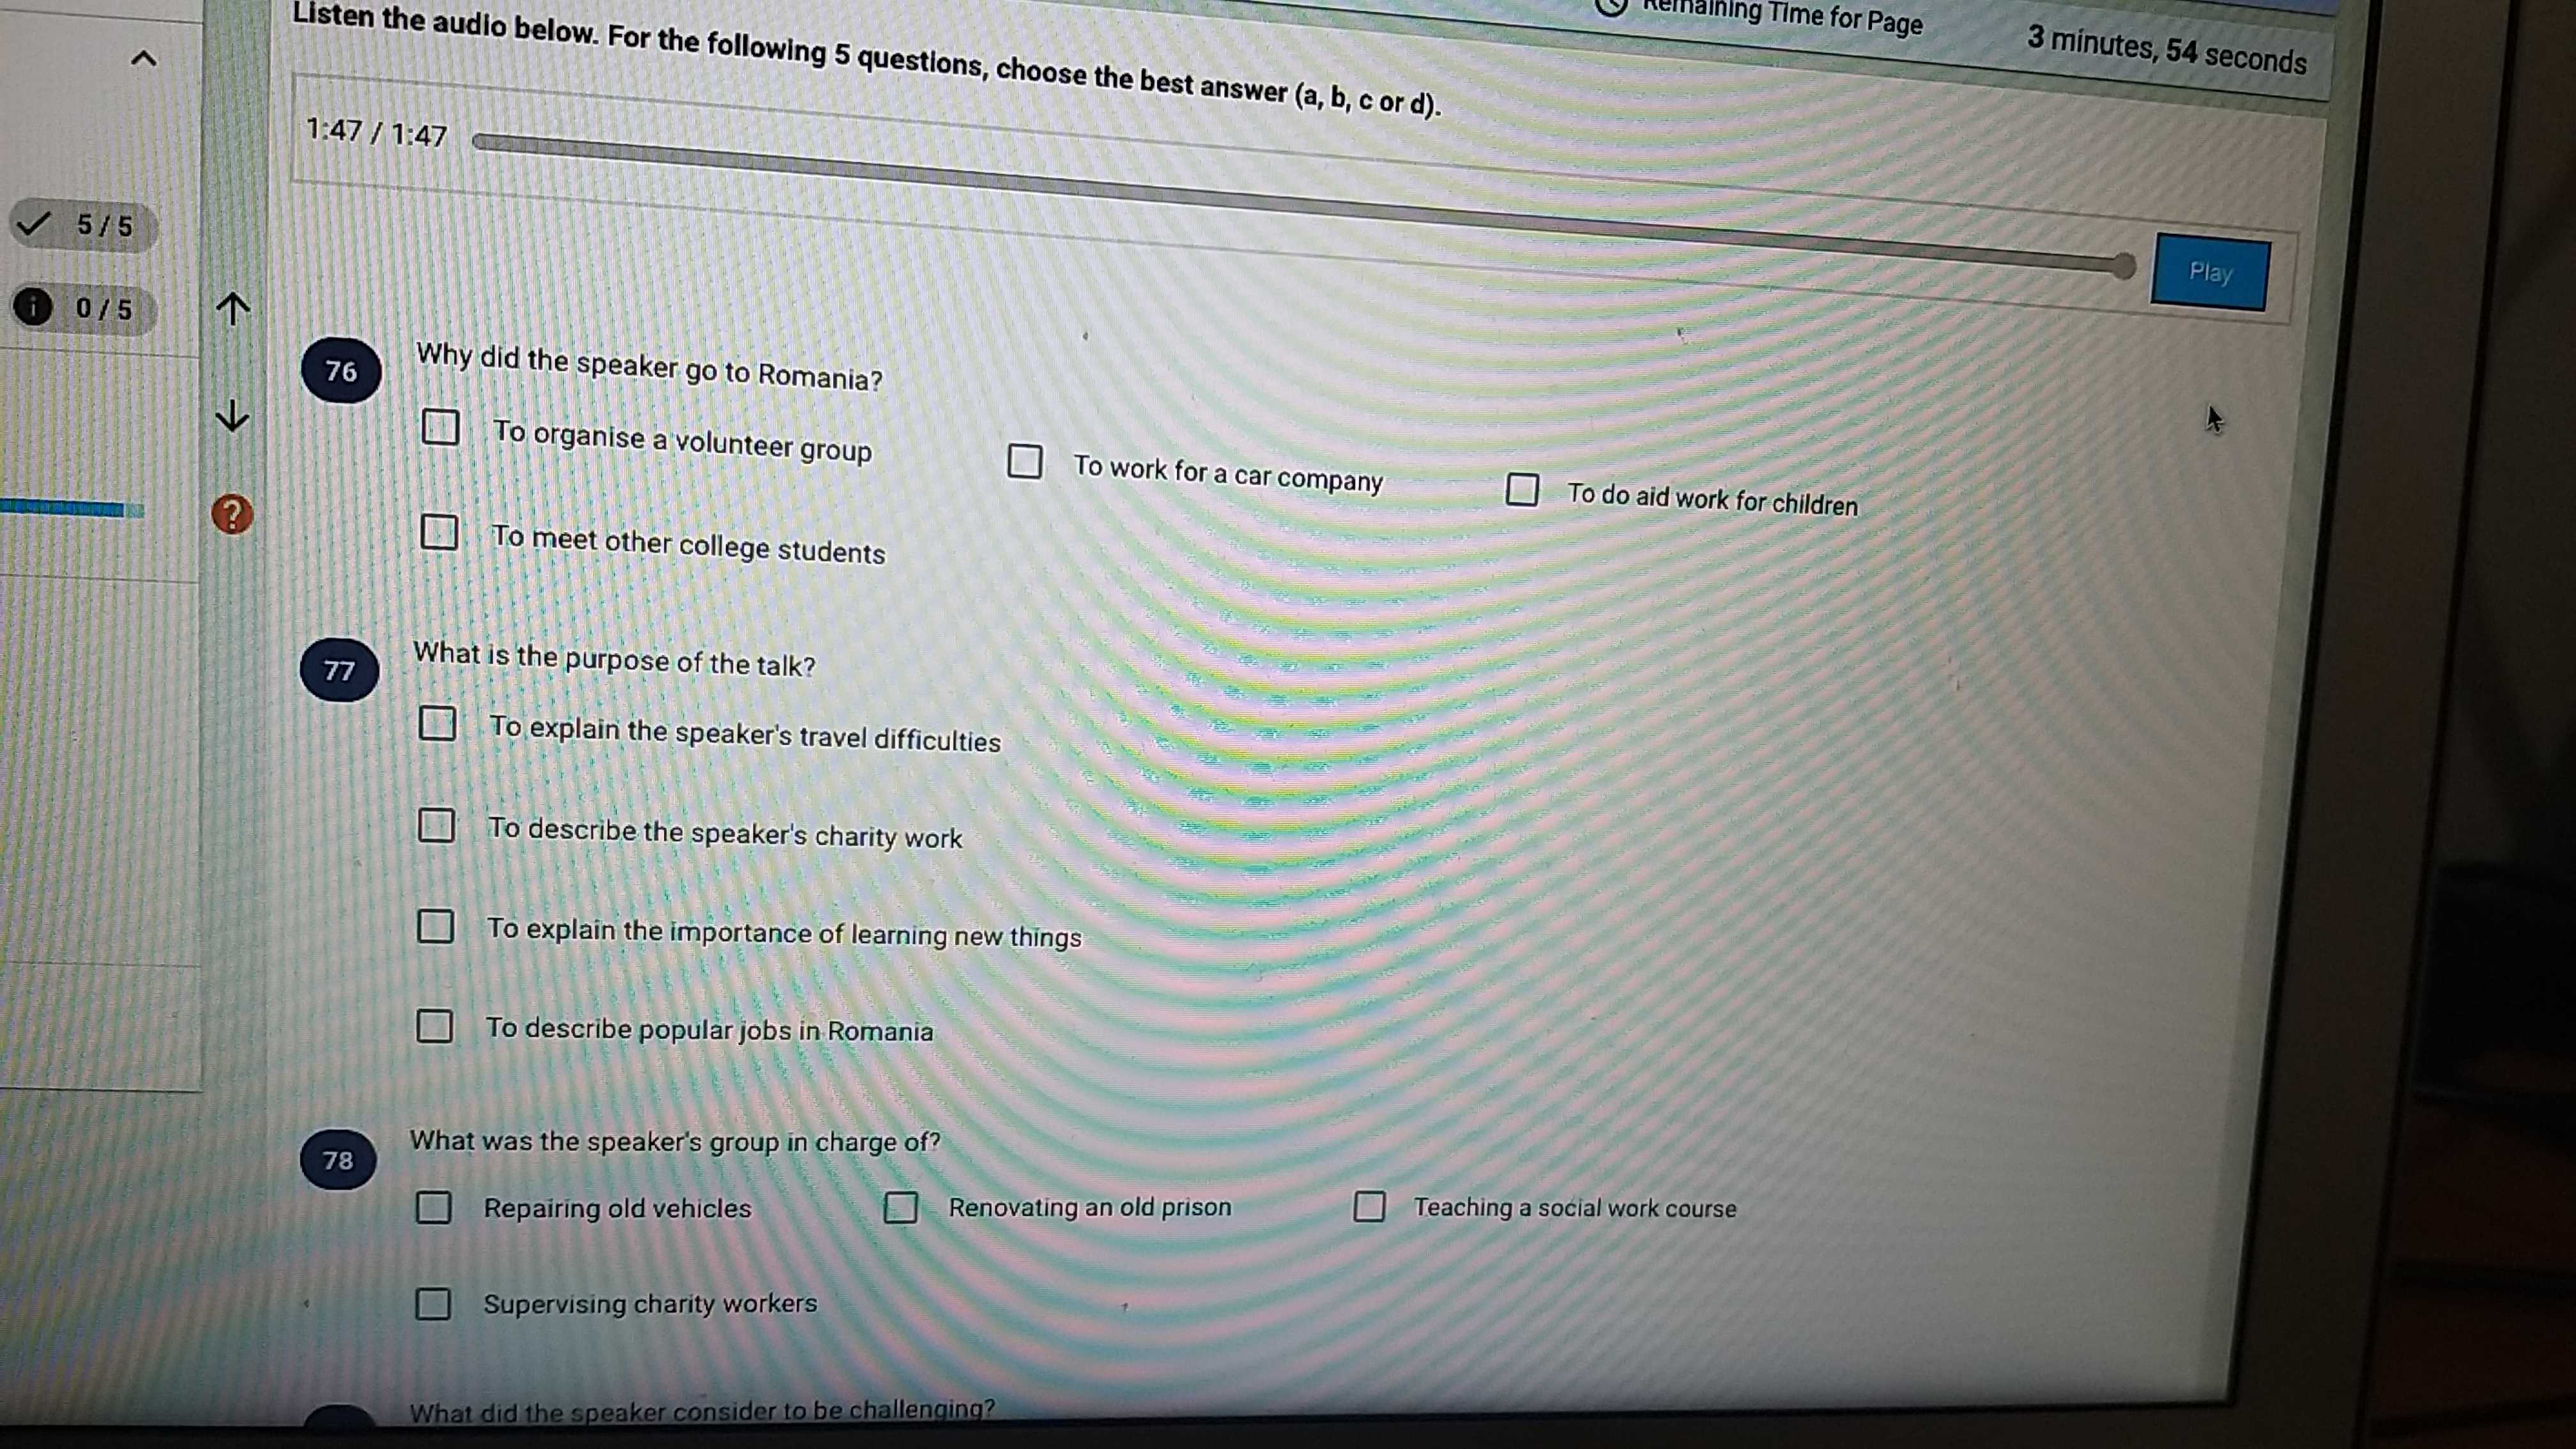 Remaining Time for Page
3 minutes, 54 seconds
Listen the audio below. For the following 5 questions, choose the best answer (a, b, c or d).
1:47 / 1:47
Play
5 / 5
0 / 5
76
Why did the speaker go to Romania?
To organise a volunteer group
To work for a car company
To do aid work for children
To meet other college students
77
What is the purpose of the talk?
To explain the speaker's travel difficulties
To describe the speaker's charity work
To explain the importance of learning new things
To describe popular jobs in Romania
78
What was the speaker's group in charge of?
Repairing old vehicles
Renovating an old prison
Teaching a social work course
Supervising charity workers
What did the speaker consider to be challenging?